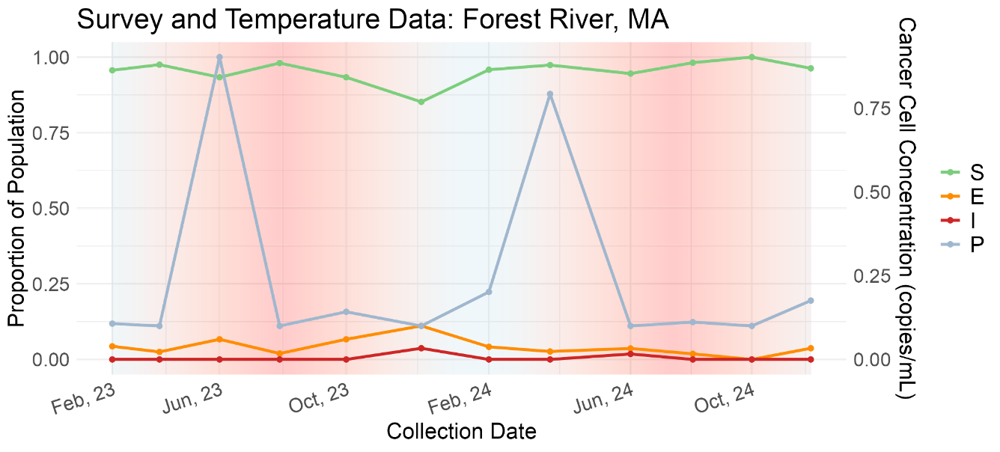 Survey and Temperature Data: Forest River, MA
Proportion of Population
1.00
0.75
0.50
0.25
0.00
Cancer Cell Concentration (copies/mL)
0.75
0.50
0.25
0.00
S
E
I
P
Feb, 23
Jun, 23
Oct, 23
Feb, 24
Jun, 24
Oct, 24
Collection Date